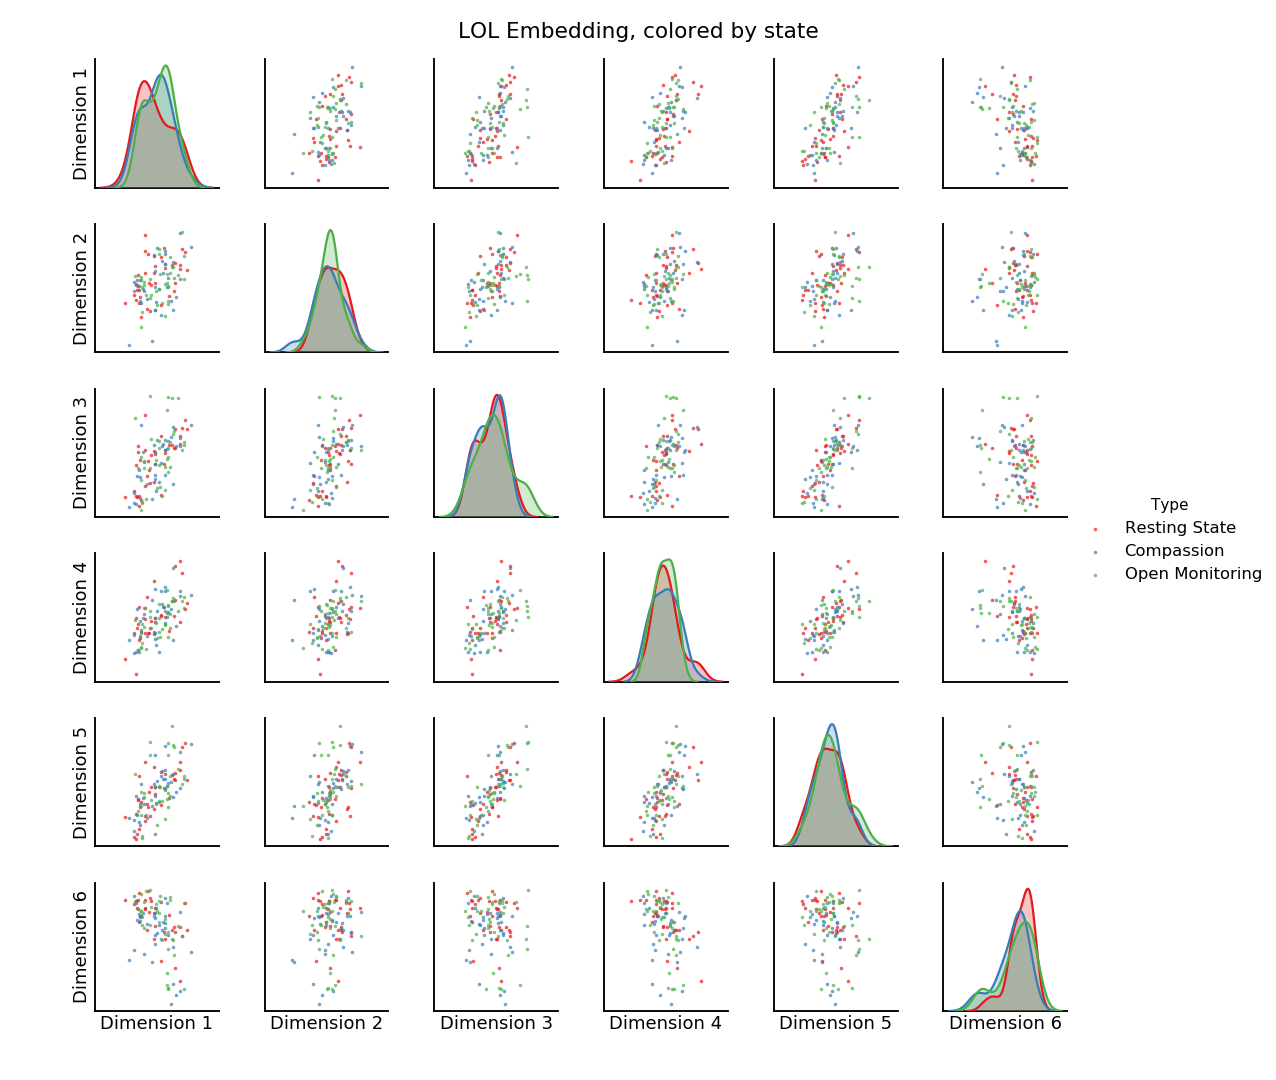 LOL Embedding, colored by state
Dimension 1
Dimension 2
Dimension 3
Dimension 4
Dimension 5
Dimension 6
Type
Resting State
Compassion
Open Monitoring
Dimension 1
Dimension 2
Dimension 3
Dimension 4
Dimension 5
Dimension 6